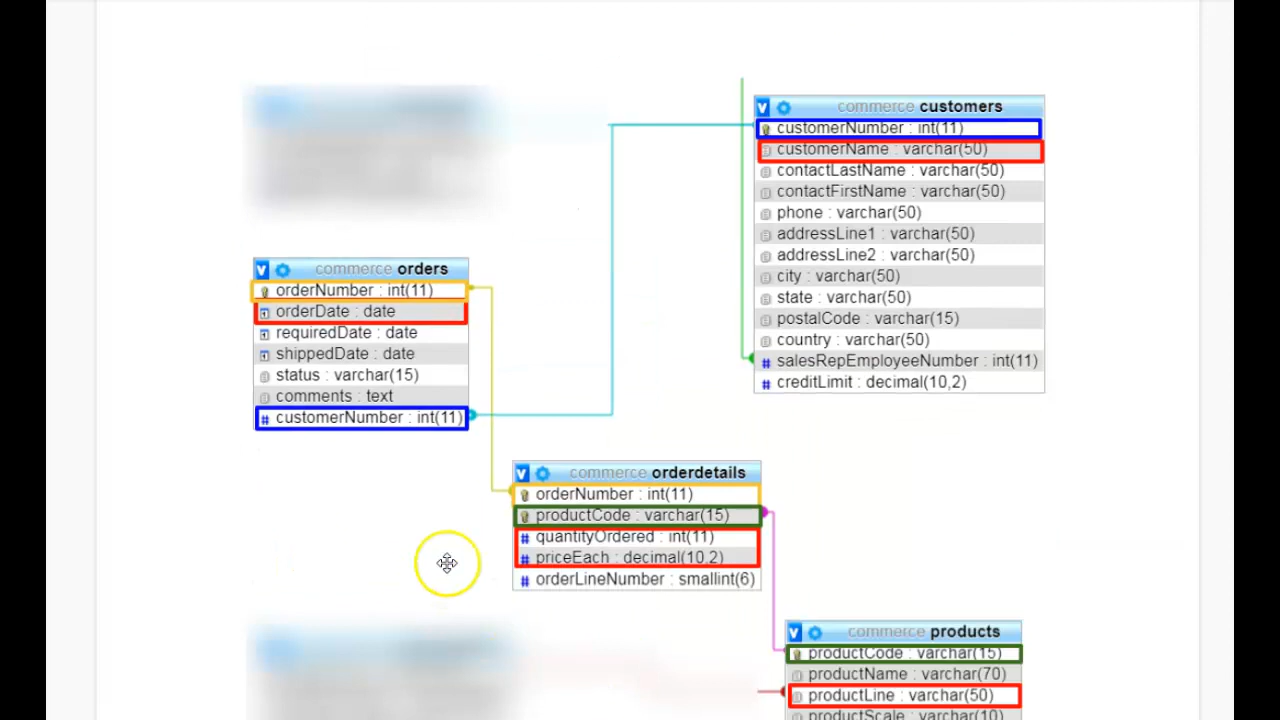 commerce customers
customerNumber : int(11)
customerName : varchar(50)
contactLastName : varchar(50)
contactFirstName : varchar(50)
phone : varchar(50)
addressLine1 : varchar(50)
addressLine2 : varchar(50)
city : varchar(50)
state : varchar(50)
postalCode : varchar(15)
country : varchar(50)
salesRepEmployeeNumber : int(11)
creditLimit : decimal(10,2)
commerce orders
orderNumber : int(11)
orderDate : date
requiredDate : date
shippedDate : date
status : varchar(15)
comments : text
customerNumber : int(11)
commerce orderdetails
orderNumber : int(11)
productCode : varchar(15)
quantityOrdered : int(11)
priceEach : decimal(10,2)
orderLineNumber : smallint(6)
commerce products
productCode : varchar(15)
productName : varchar(70)
productLine : varchar(50)
productScale : varchar(10)